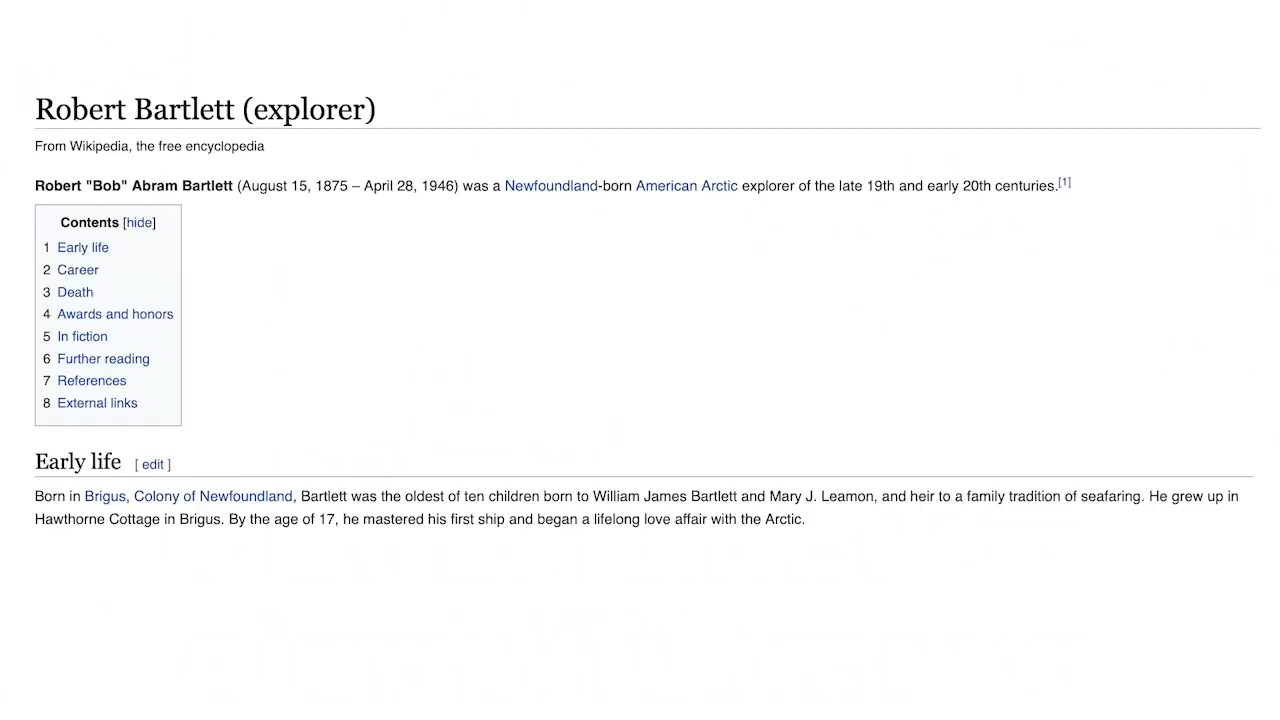 Robert Bartlett (explorer)
From Wikipedia, the free encyclopedia
Robert "Bob" Abram Bartlett (August 15, 1875 – April 28, 1946) was a Newfoundland-born American Arctic explorer of the late 19th and early 20th centuries.[1]
Contents [hide]
1 Early life
2 Career
3 Death
4 Awards and honors
5 In fiction
6 Further reading
7 References
8 External links
Early life [ edit ]
Born in Brigus, Colony of Newfoundland, Bartlett was the oldest of ten children born to William James Bartlett and Mary J. Leamon, and heir to a family tradition of seafaring. He grew up in
Hawthorne Cottage in Brigus. By the age of 17, he mastered his first ship and began a lifelong love affair with the Arctic.